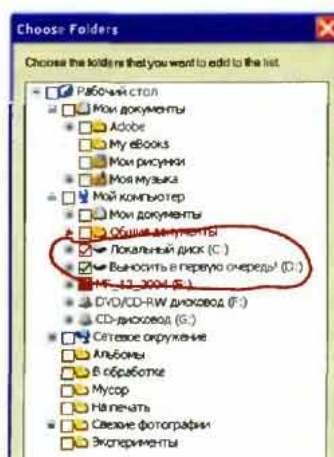 Choose Folders
Choose the folders that you want to add to the list
Рабочий стол
Мои документы
Adobe
My eBooks
Мои рисунки
Моя музыка
Мой компьютер
Мои документы
Общие документы
Локальный диск (C:)
Выносить в первую очередь! (D:)
MF_12_2004 (E:)
DVD/CD-RW дисковод (F:)
CD-дисковод (G:)
Сетевое окружение
Альбомы
В обработке
Мусор
На печать
Свежие фотографии
Эксперименты